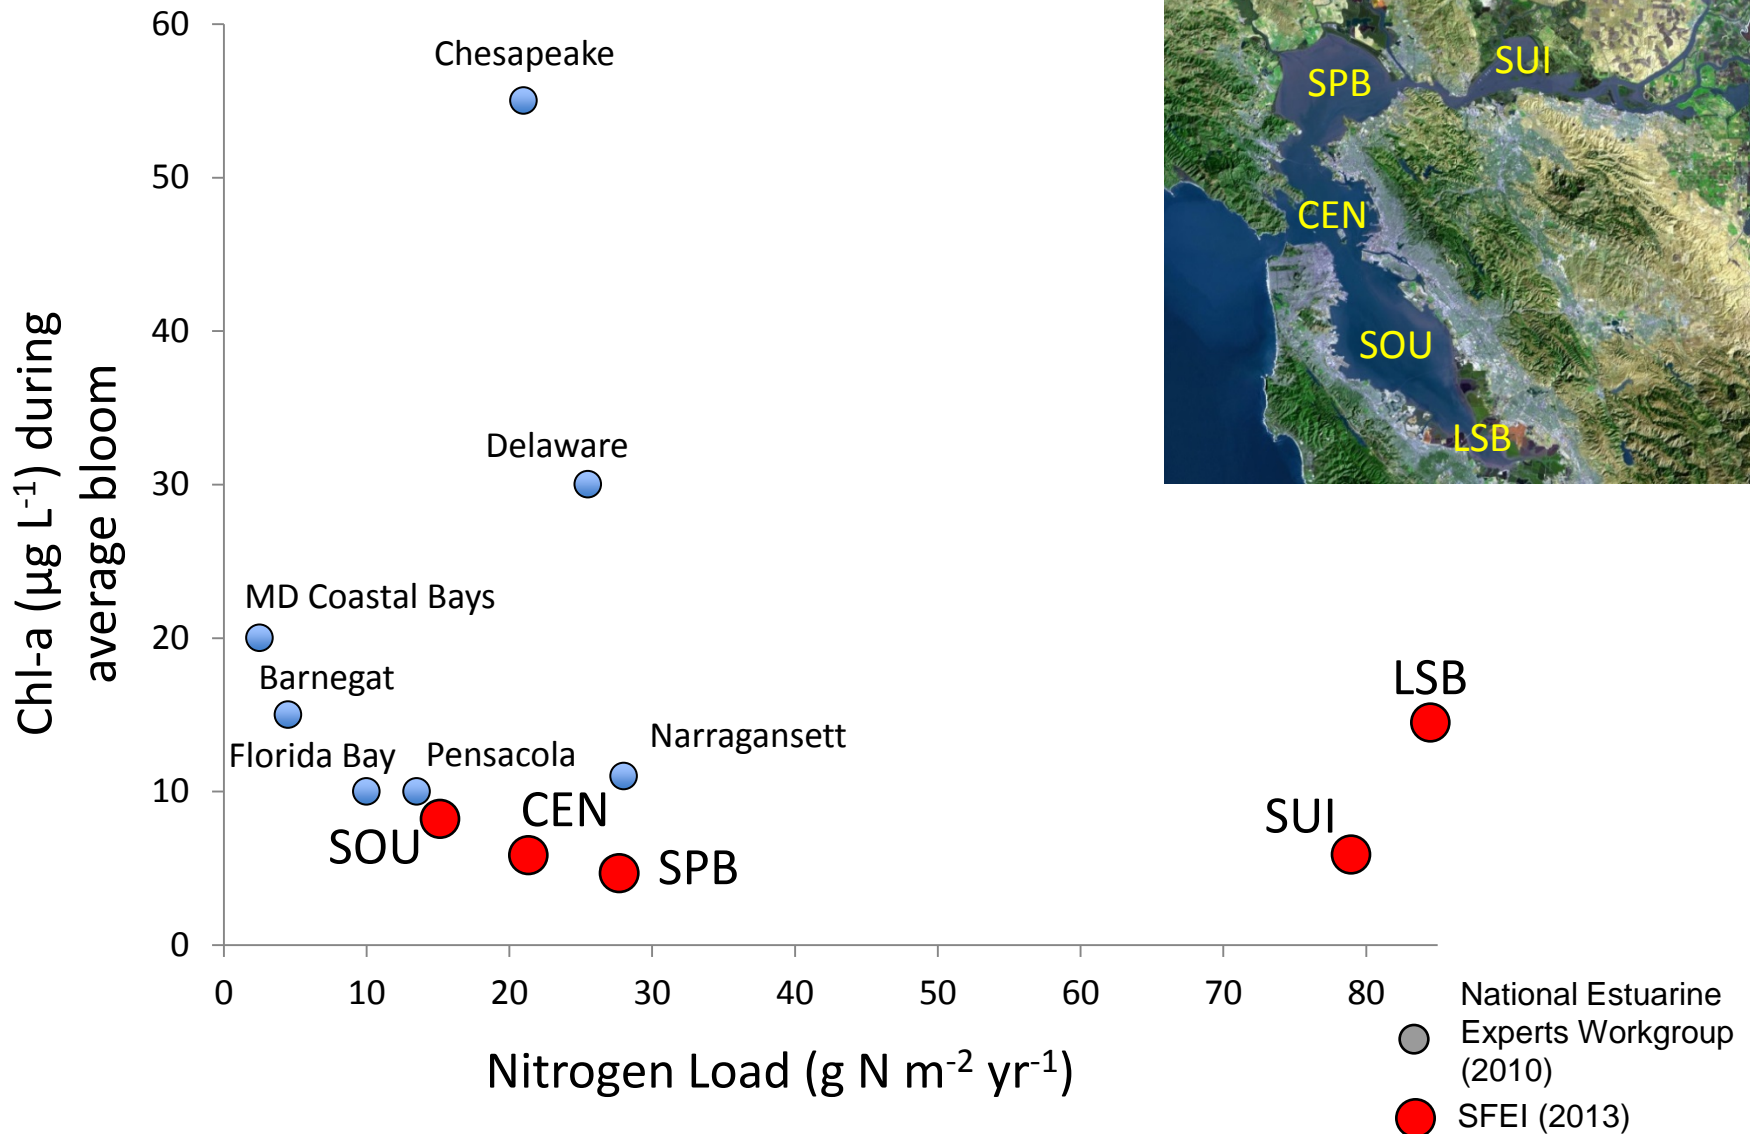 60
50
40
30
20
10
0
Chl-a (µg L-1) during
average bloom
Chesapeake
Delaware
MD Coastal Bays
Barnegat
Florida Bay
Pensacola
Narragansett
SOU
CEN
SPB
SUI
LSB
0 10 20 30 40 50 60 70 80
Nitrogen Load (g N m-2 yr-1)
SPB
SUI
CEN
SOU
LSB
National Estuarine
Experts Workgroup
(2010)
SFEI (2013)